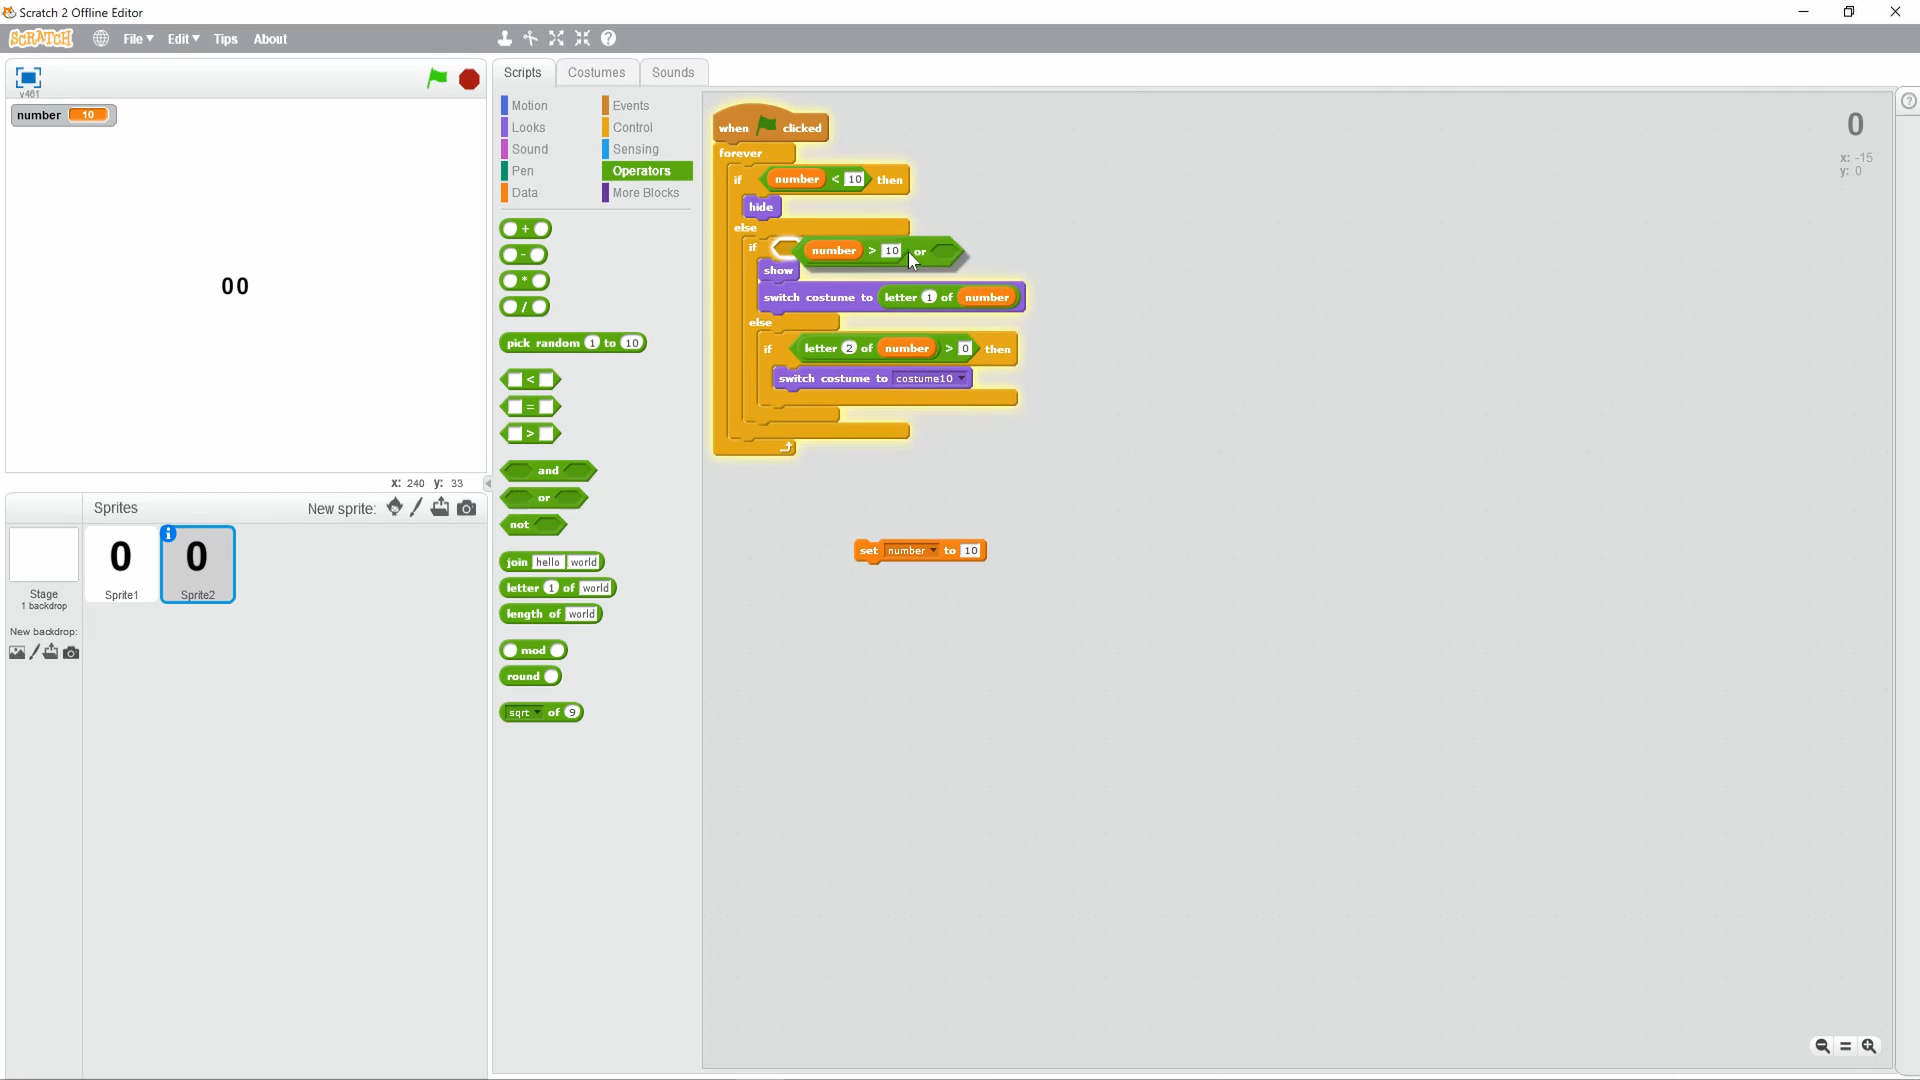 Scratch 2 Offline Editor
SCRATCH File Edit Tips About
v461
number 10
00
x: 240 y: 33
Sprites New sprite:
0 0
Stage
1 backdrop
Sprite1 Sprite2
New backdrop:
Scripts Costumes Sounds
Motion Events
Looks Control
Sound Sensing
Pen Operators
Data More Blocks
+
-
*
/
pick random 1 to 10
<
=
>
and
or
not
join hello world
letter 1 of world
length of world
mod
round
sqrt of 9
when clicked
forever
if number < 10 then
hide
else
if number > 10 or
show
switch costume to letter 1 of number
else
if letter 2 of number > 0 then
switch costume to costume10
set number to 10
0
x: -15
y: 0